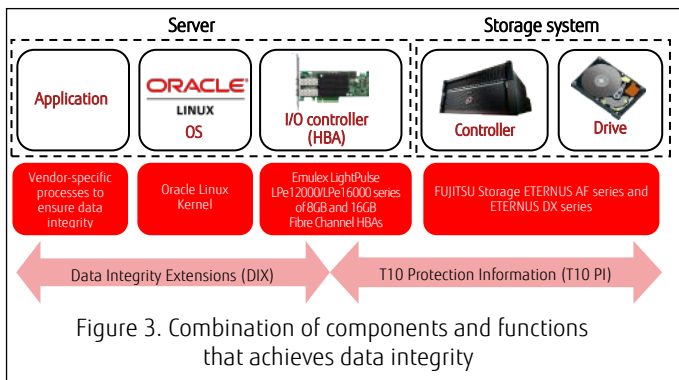 Server
Storage system
Application
ORACLE®
LINUX
OS
I/O controller
(HBA)
Controller
Drive
Vendor-specific
processes to
ensure data
integrity
Oracle Linux
Kernel
Emulex LightPulse
LPe12000/LPe16000 series
of 8GB and 16GB
Fibre Channel HBAs
FUJITSU Storage ETERNUS AF series and
ETERNUS DX series
Data Integrity Extensions (DIX)
T10 Protection Information (T10 PI)
Figure 3. Combination of components and functions
that achieves data integrity